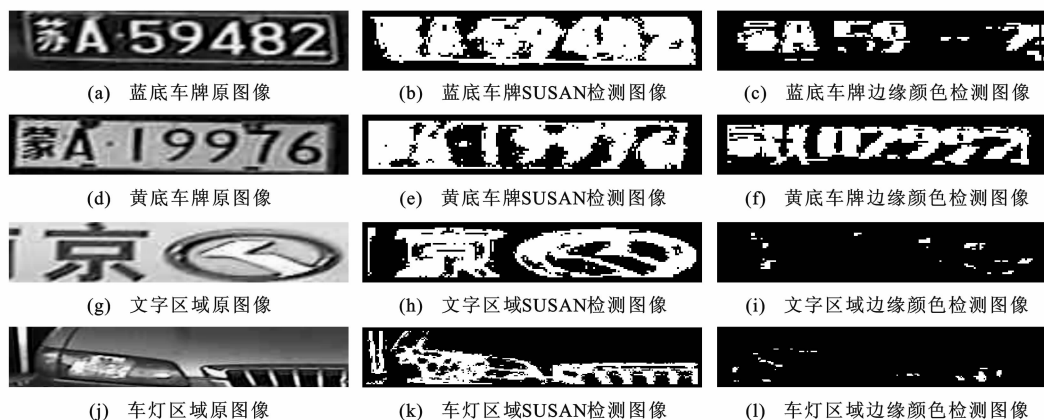 苏A·59482
(a) 蓝底车牌原图像
(b) 蓝底车牌SUSAN检测图像
(c) 蓝底车牌边缘颜色检测图像
蒙A·19976
(d) 黄底车牌原图像
(e) 黄底车牌SUSAN检测图像
(f) 黄底车牌边缘颜色检测图像
京
(g) 文字区域原图像
(h) 文字区域SUSAN检测图像
(i) 文字区域边缘颜色检测图像
(j) 车灯区域原图像
(k) 车灯区域SUSAN检测图像
(l) 车灯区域边缘颜色检测图像